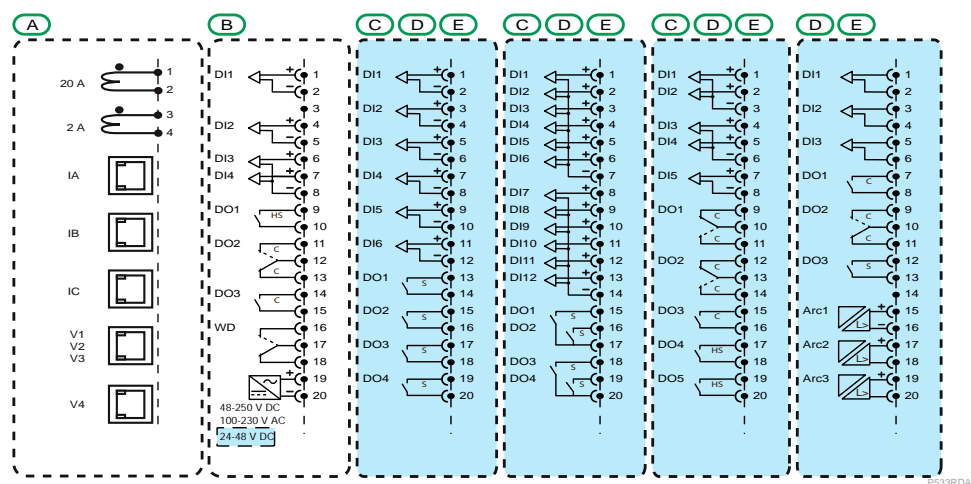 A
20 A
1
2
2 A
3
4
IA
IB
IC
V1
V2
V3
V4
B
DI1 + 1
− 2
3
DI2 + 4
− 5
DI3 + 6
DI4 + 7
− 8
DO1 HS 9
10
DO2 11
C 12
C 13
DO3 14
C 15
WD 16
17
18
+ 19
− 20
48-250 V DC
100-230 V AC
24-48 V DC
C D E
DI1 + 1
− 2
DI2 + 3
− 4
DI3 + 5
− 6
DI4 + 7
− 8
DI5 + 9
− 10
DI6 + 11
− 12
DO1 13
S 14
DO2 15
S 16
DO3 17
S 18
DO4 19
S 20
C D E
DI1 + 1
DI2 + 2
DI3 + 3
DI4 + 4
DI5 + 5
DI6 + 6
− 7
DI7 + 8
DI8 + 9
DI9 + 10
DI10 + 11
DI11 + 12
DI12 + 13
− 14
DO1 15
S
DO2 16
S 17
DO3 18
DO4 S 19
S 20
C D E
DI1 + 1
DI2 + 2
− 3
DI3 + 4
DI4 + 5
− 6
DI5 + 7
− 8
DO1 9
C 10
C 11
DO2 12
C 13
C 14
DO3 15
C 16
DO4 17
HS 18
DO5 19
HS 20
D E
DI1 + 1
− 2
DI2 + 3
− 4
DI3 + 5
− 6
DO1 7
C 8
DO2 9
C 10
C 11
DO3 12
S 13
14
Arc1 + 15
L> − 16
Arc2 + 17
L> − 18
Arc3 + 19
L> − 20
P533RDA